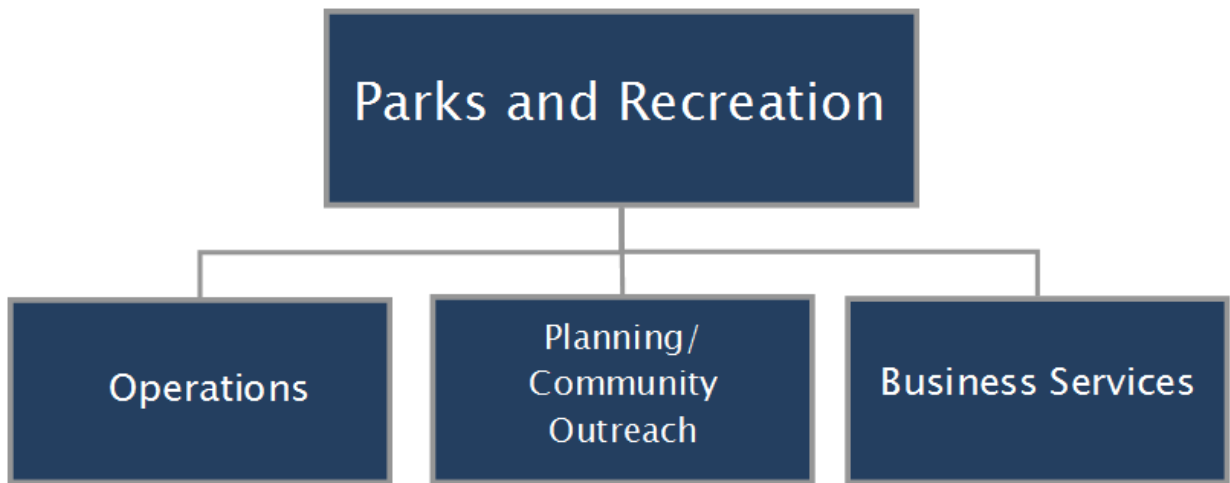 Parks and Recreation
Operations
Planning/
Community
Outreach
Business Services